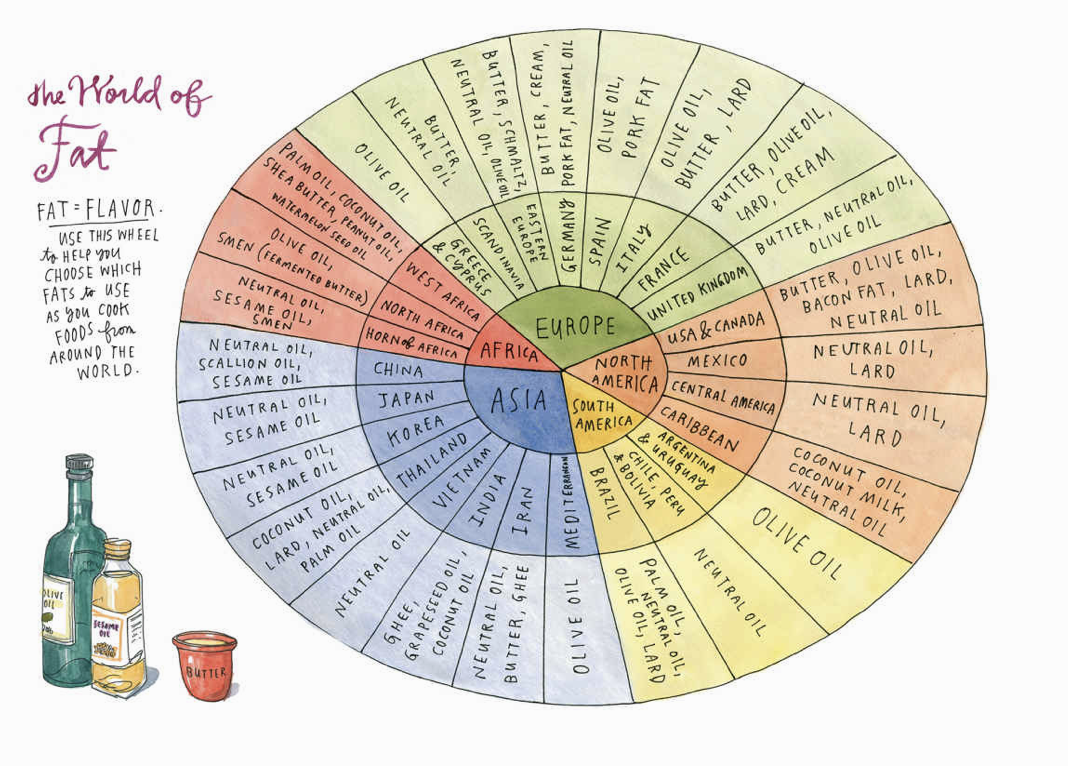 the World of
Fat
FAT = FLAVOR.
USE THIS WHEEL
to HELP YOU
CHOOSE WHICH
FATS to USE
AS YOU COOK
FOODS from
AROUND THE
WORLD.
OLIVE
OIL
SESAME
OIL
BUTTER
EUROPE
GREECE
& CYPRUS
OLIVE OIL
SCANDINAVIA
BUTTER,
NEUTRAL OIL
EASTERN
EUROPE
BUTTER, SCHMALTZ,
NEUTRAL OIL, OLIVE OIL
GERMANY
BUTTER, CREAM,
PORK FAT, NEUTRAL OIL
SPAIN
OLIVE OIL,
PORK FAT
ITALY
OLIVE OIL,
BUTTER, LARD
FRANCE
BUTTER, OLIVE OIL,
LARD, CREAM
UNITED KINGDOM
BUTTER, NEUTRAL OIL,
OLIVE OIL
NORTH
AMERICA
USA & CANADA
BUTTER, OLIVE OIL,
BACON FAT, LARD,
NEUTRAL OIL
MEXICO
NEUTRAL OIL,
LARD
CENTRAL AMERICA
NEUTRAL OIL,
LARD
CARIBBEAN
COCONUT OIL,
COCONUT MILK,
NEUTRAL OIL
SOUTH
AMERICA
ARGENTINA
& URUGUAY
OLIVE OIL
CHILE, PERU
& BOLIVIA
NEUTRAL OIL
BRAZIL
PALM OIL,
NEUTRAL OIL,
OLIVE OIL, LARD
ASIA
MEDITERRANEAN
OLIVE OIL
IRAN
NEUTRAL OIL,
BUTTER, GHEE
INDIA
GHEE,
GRAPESEED OIL,
COCONUT OIL
VIETNAM
NEUTRAL OIL
THAILAND
COCONUT OIL,
LARD, NEUTRAL OIL,
PALM OIL
KOREA
NEUTRAL OIL,
SESAME OIL
JAPAN
NEUTRAL OIL,
SESAME OIL
CHINA
NEUTRAL OIL,
SCALLION OIL,
SESAME OIL
AFRICA
HORN of AFRICA
NEUTRAL OIL,
SESAME OIL,
SMEN
NORTH AFRICA
OLIVE OIL,
SMEN (FERMENTED BUTTER)
WEST AFRICA
PALM OIL, COCONUT OIL,
SHEA BUTTER, PEANUT OIL,
WATERMELON SEED OIL